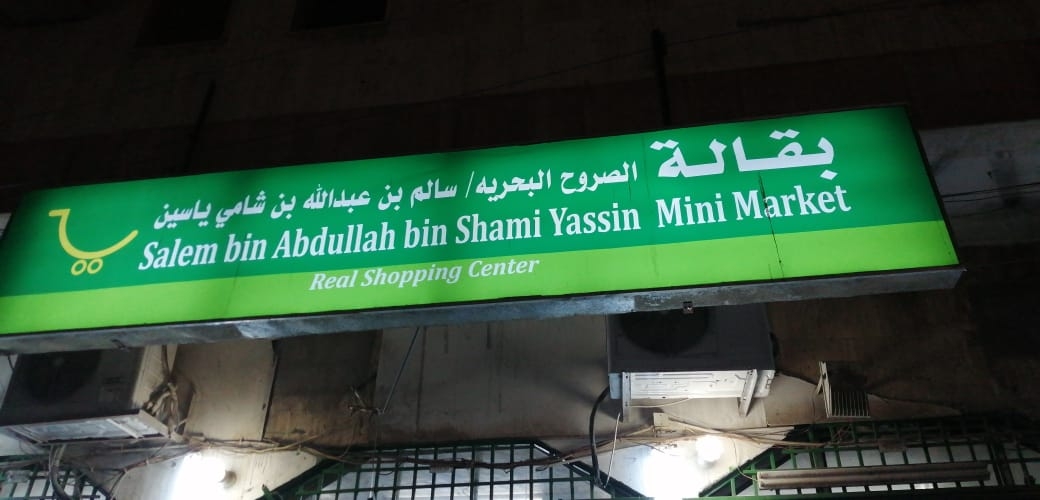 بقالة الصروح البحريه/ سالم بن عبدالله بن شامي ياسين
Salem bin Abdullah bin Shami Yassin Mini Market
Real Shopping Center